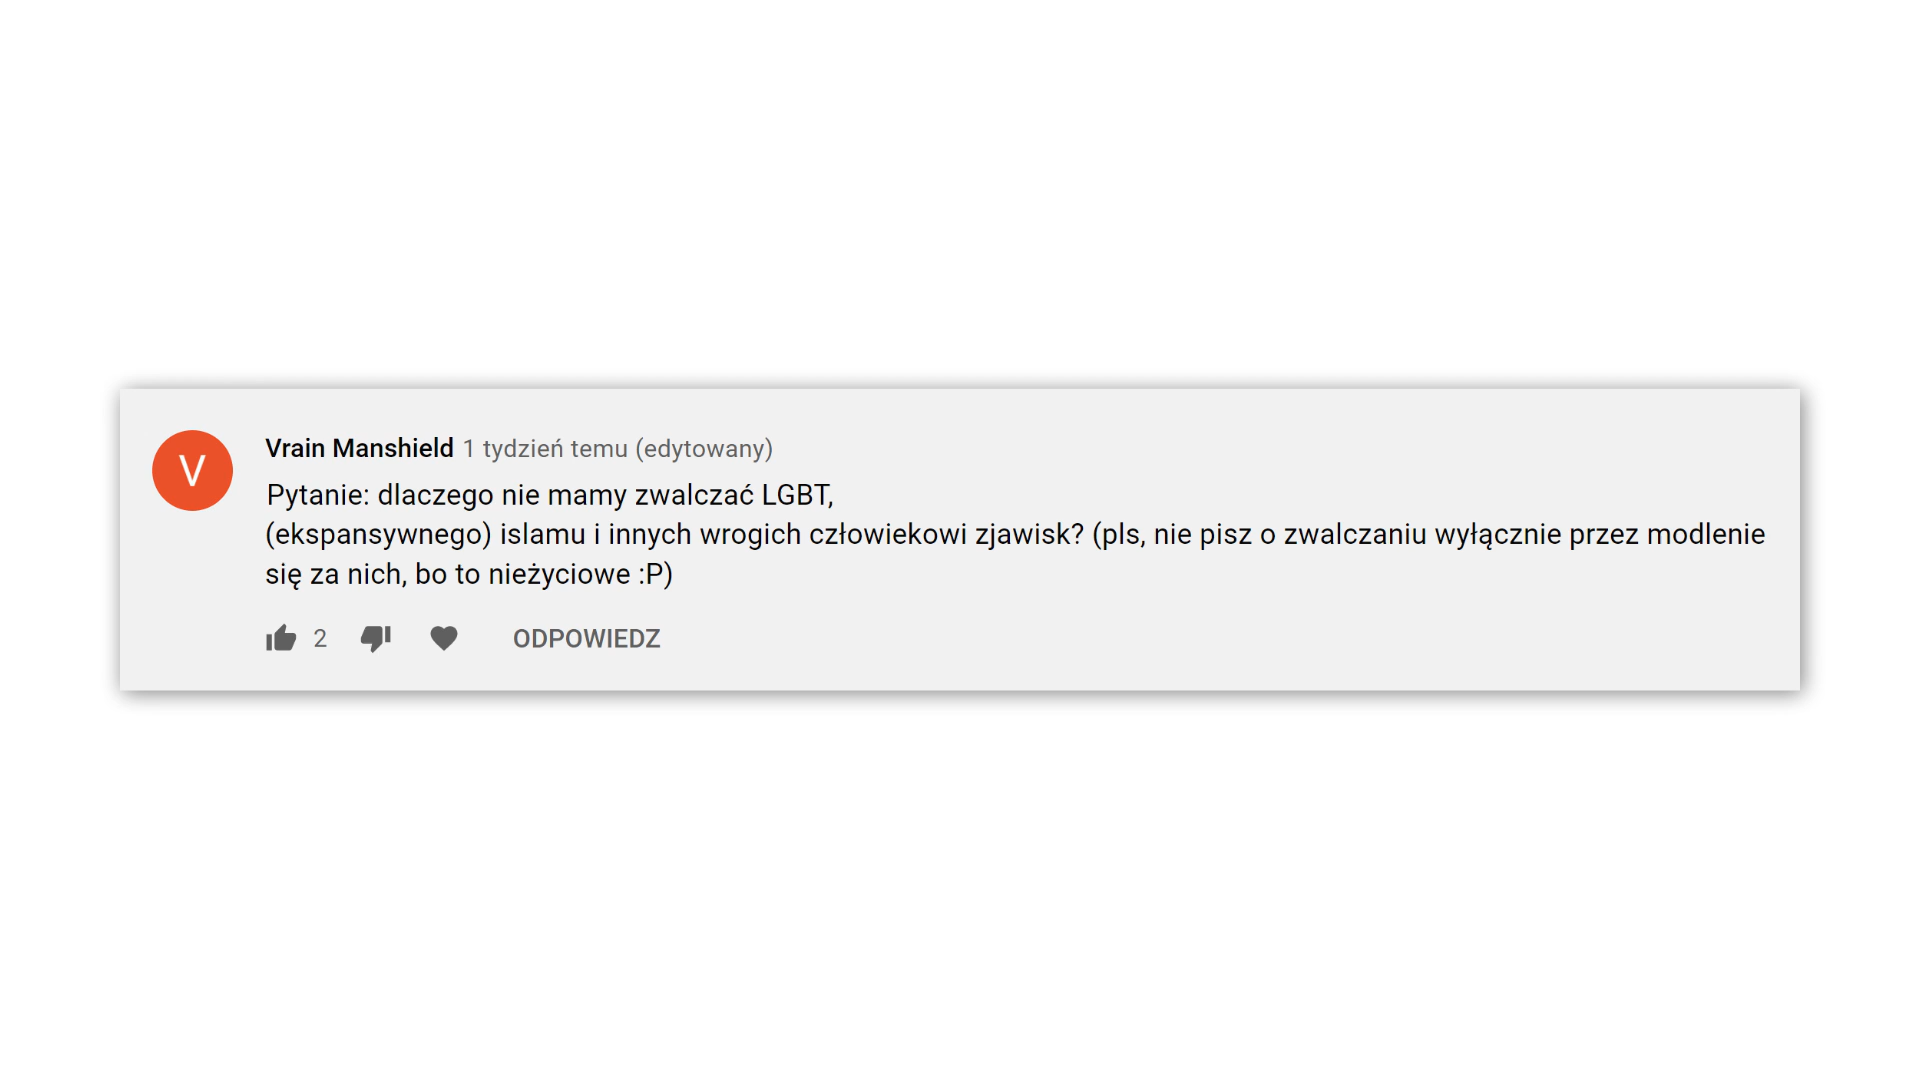 V
Vrain Manshield 1 tydzień temu (edytowany)
Pytanie: dlaczego nie mamy zwalczać LGBT,
(ekspansywnego) islamu i innych wrogich człowiekowi zjawisk? (pls, nie pisz o zwalczaniu wyłącznie przez modlenie
się za nich, bo to nieżyciowe :P)
2 ODPOWIEDZ